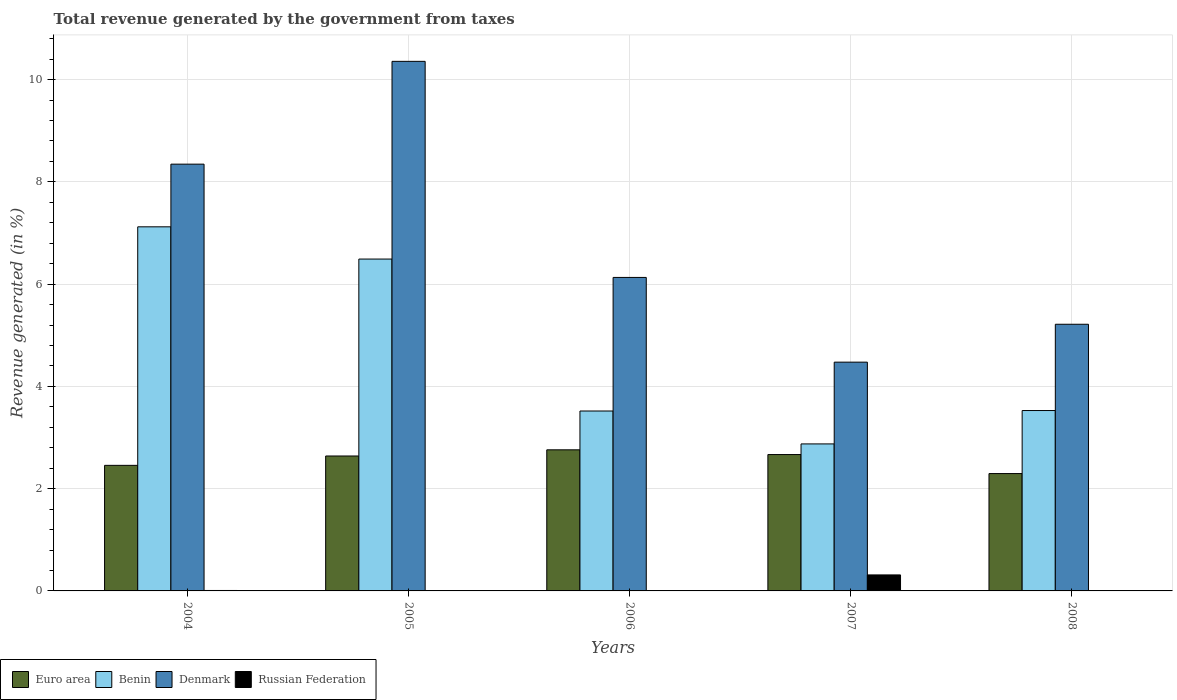 Total revenue generated by the government from taxes
Revenue generated (in %)
10
8
6
4
2
0
2004
2005
2006
2007
2008
Years
Euro area
Benin
Denmark
Russian Federation